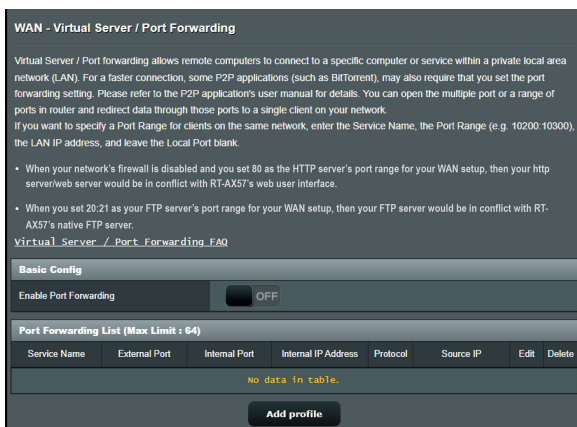 WAN - Virtual Server / Port Forwarding
Virtual Server / Port forwarding allows remote computers to connect to a specific computer or service within a private local area
network (LAN). For a faster connection, some P2P applications (such as BitTorrent), may also require that you set the port
forwarding setting. Please refer to the P2P application's user manual for details. You can open the multiple port or a range of
ports in router and redirect data through those ports to a single client on your network.
If you want to specify a Port Range for clients on the same network, enter the Service Name, the Port Range (e.g. 10200:10300),
the LAN IP address, and leave the Local Port blank.
• When your network's firewall is disabled and you set 80 as the HTTP server's port range for your WAN setup, then your http
server/web server would be in conflict with RT-AX57's web user interface.
• When you set 20:21 as your FTP server's port range for your WAN setup, then your FTP server would be in conflict with RT-
AX57's native FTP server.
Virtual Server / Port Forwarding FAQ
Basic Config
Enable Port Forwarding OFF
Port Forwarding List (Max Limit : 64)
Service Name External Port Internal Port Internal IP Address Protocol Source IP Edit Delete
No data in table.
Add profile